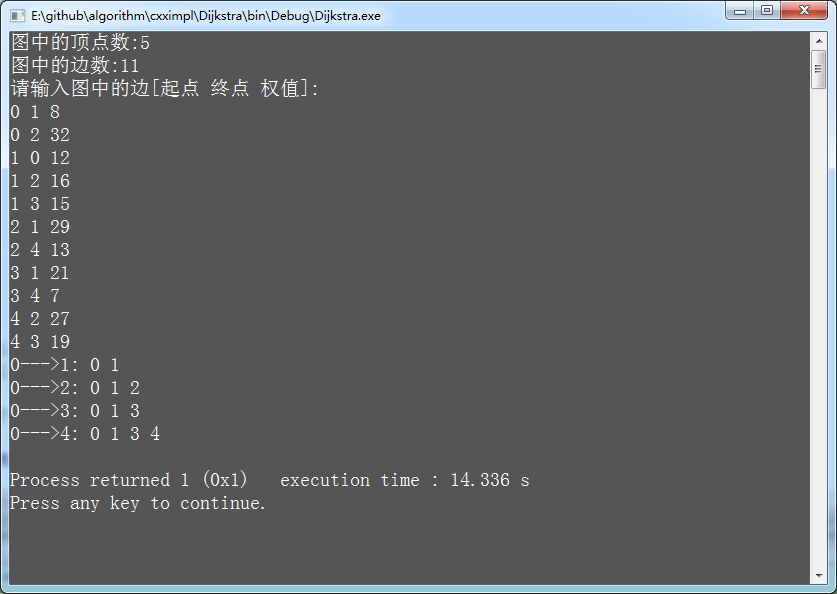 E:\github\algorithm\cxximpl\Dijkstra\bin\Debug\Dijkstra.exe
图中的顶点数:5
图中的边数:11
请输入图中的边[起点 终点 权值]:
0 1 8
0 2 32
1 0 12
1 2 16
1 3 15
2 1 29
2 4 13
3 1 21
3 4 7
4 2 27
4 3 19
0--->1: 0 1
0--->2: 0 1 2
0--->3: 0 1 3
0--->4: 0 1 3 4
Process returned 1 (0x1)   execution time : 14.336 s
Press any key to continue.